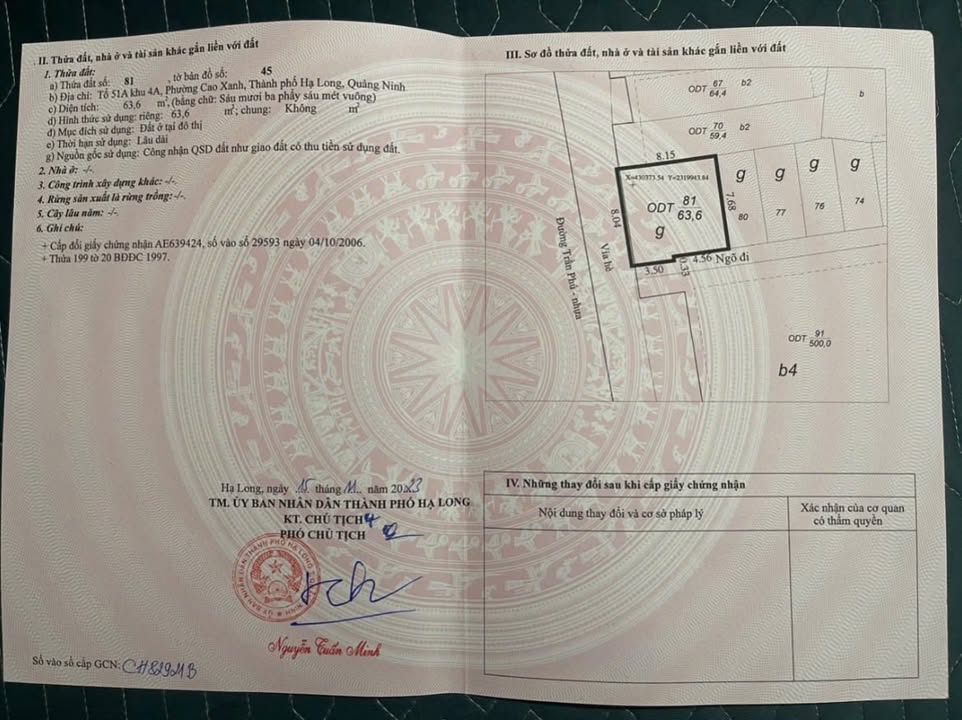 II. Thửa đất, nhà ở và tài sản khác gắn liền với đất
1. Thửa đất:
a) Thửa đất số: 81 , tờ bản đồ số: 45
b) Địa chỉ: Tổ 51A khu 4A, Phường Cao Xanh, Thành phố Hạ Long, Quảng Ninh
c) Diện tích: 63,6 m², (bằng chữ: Sáu mươi ba phẩy sáu mét vuông)
d) Hình thức sử dụng: riêng: 63,6 m²; chung: Không m²
đ) Mục đích sử dụng: Đất ở tại đô thị
e) Thời hạn sử dụng: Lâu dài
g) Nguồn gốc sử dụng: Công nhận QSD đất như giao đất có thu tiền sử dụng đất.
2. Nhà ở: -/-.
3. Công trình xây dựng khác: -/-.
4. Rừng sản xuất là rừng trồng: -/-.
5. Cây lâu năm: -/-.
6. Ghi chú:
+ Cấp đổi giấy chứng nhận AE639424, số vào sổ 29593 ngày 04/10/2006.
+ Thửa 199 tờ 20 BĐĐC 1997.
Hạ Long, ngày 15 tháng 11 năm 2023
TM. ỦY BAN NHÂN DÂN THÀNH PHỐ HẠ LONG
KT. CHỦ TỊCH
PHÓ CHỦ TỊCH
Nguyễn Tuấn Minh
Số vào sổ cấp GCN:
III. Sơ đồ thửa đất, nhà ở và tài sản khác gắn liền với đất
ODT 67 b2
64,4
b
ODT 70 b2
59,4
8.15
X=430373.54 Y=2319943.64
ODT 81
63,6
g
8.04
7.68
g
80
g
77
g
76
g
74
3.50
0.33
4.56 Ngõ đi
Đường Trần Phú - nhựa
Vỉa hè
ODT 91
500,0
b4
IV. Những thay đổi sau khi cấp giấy chứng nhận
Nội dung thay đổi và cơ sở pháp lý
Xác nhận của cơ quan
có thẩm quyền